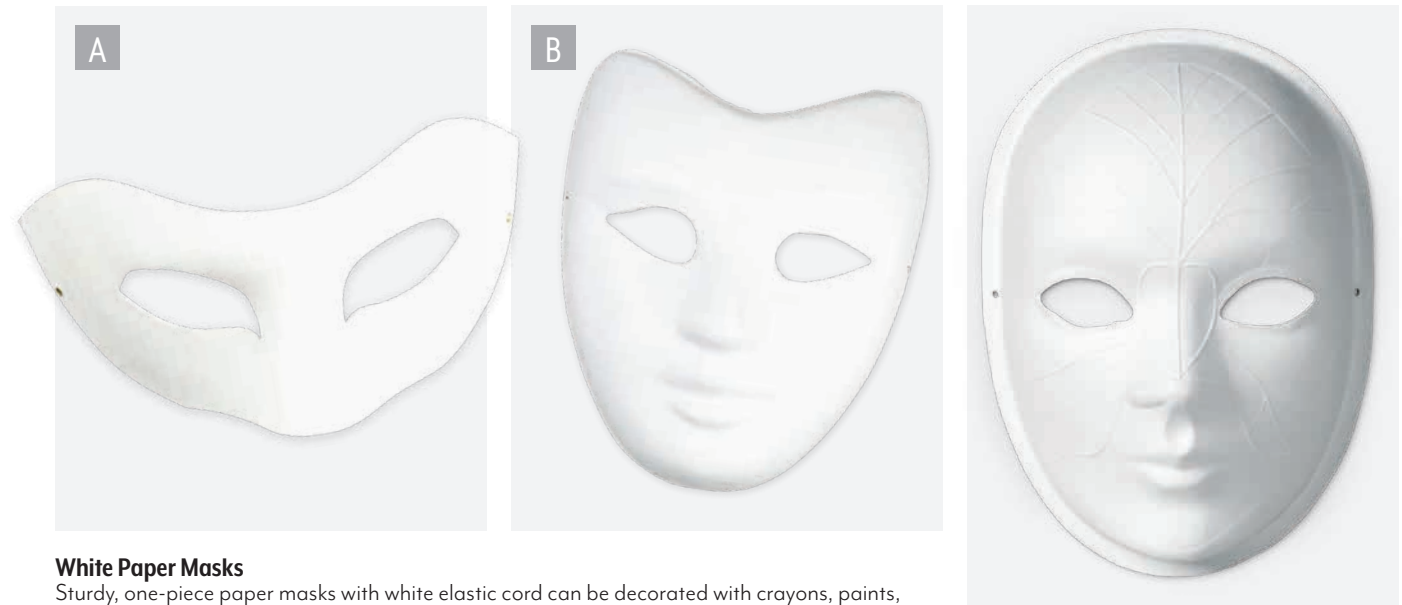 A
B
White Paper Masks
Sturdy, one-piece paper masks with white elastic cord can be decorated with crayons, paints,